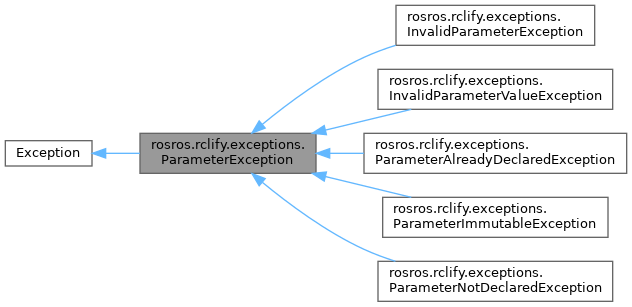 Exception
rosros.rclify.exceptions.
ParameterException
rosros.rclify.exceptions.
InvalidParameterException
rosros.rclify.exceptions.
InvalidParameterValueException
rosros.rclify.exceptions.
ParameterAlreadyDeclaredException
rosros.rclify.exceptions.
ParameterImmutableException
rosros.rclify.exceptions.
ParameterNotDeclaredException